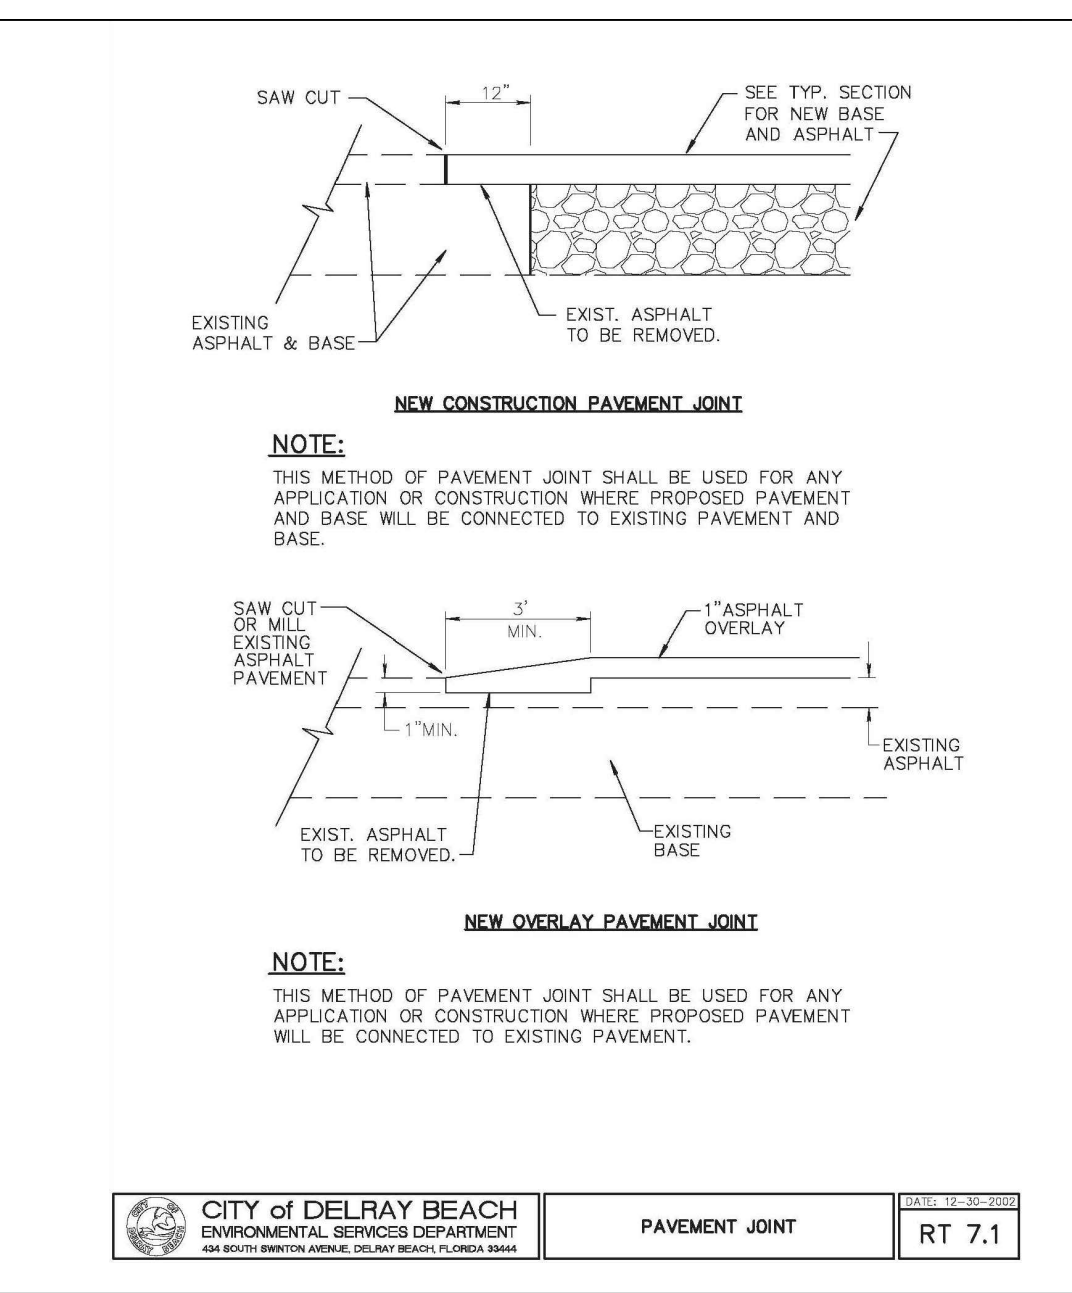 SAW CUT
12"
SEE TYP. SECTION
FOR NEW BASE
AND ASPHALT
EXISTING
ASPHALT & BASE
EXIST. ASPHALT
TO BE REMOVED.
NEW CONSTRUCTION PAVEMENT JOINT
NOTE:
THIS METHOD OF PAVEMENT JOINT SHALL BE USED FOR ANY
APPLICATION OR CONSTRUCTION WHERE PROPOSED PAVEMENT
AND BASE WILL BE CONNECTED TO EXISTING PAVEMENT AND
BASE.
SAW CUT
OR MILL
EXISTING
ASPHALT
PAVEMENT
3'
MIN.
1"ASPHALT
OVERLAY
1"MIN.
EXISTING
ASPHALT
EXIST. ASPHALT
TO BE REMOVED.
EXISTING
BASE
NEW OVERLAY PAVEMENT JOINT
NOTE:
THIS METHOD OF PAVEMENT JOINT SHALL BE USED FOR ANY
APPLICATION OR CONSTRUCTION WHERE PROPOSED PAVEMENT
WILL BE CONNECTED TO EXISTING PAVEMENT.
CITY OF DELRAY BEACH
CITY of DELRAY BEACH
ENVIRONMENTAL SERVICES DEPARTMENT
434 SOUTH SWINTON AVENUE, DELRAY BEACH, FLORIDA 33444
PAVEMENT JOINT
DATE: 12-30-2002
RT 7.1